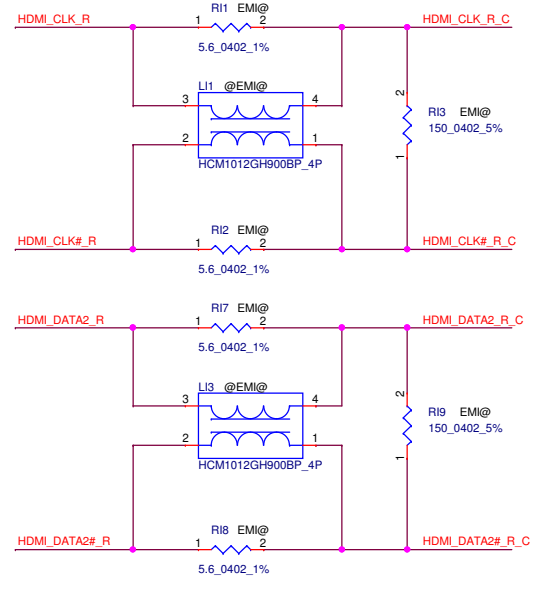 RI1 EMI@
HDMI_CLK_R 1 2 HDMI_CLK_R_C
5.6_0402_1%
LI1 @EMI@
3 4
2
RI3 EMI@
150_0402_5%
2 1
1
HCM1012GH900BP_4P
RI2 EMI@
HDMI_CLK#_R 1 2 HDMI_CLK#_R_C
5.6_0402_1%
RI7 EMI@
HDMI_DATA2_R 1 2 HDMI_DATA2_R_C
5.6_0402_1%
LI3 @EMI@
3 4
2
RI9 EMI@
150_0402_5%
2 1
1
HCM1012GH900BP_4P
RI8 EMI@
HDMI_DATA2#_R 1 2 HDMI_DATA2#_R_C
5.6_0402_1%